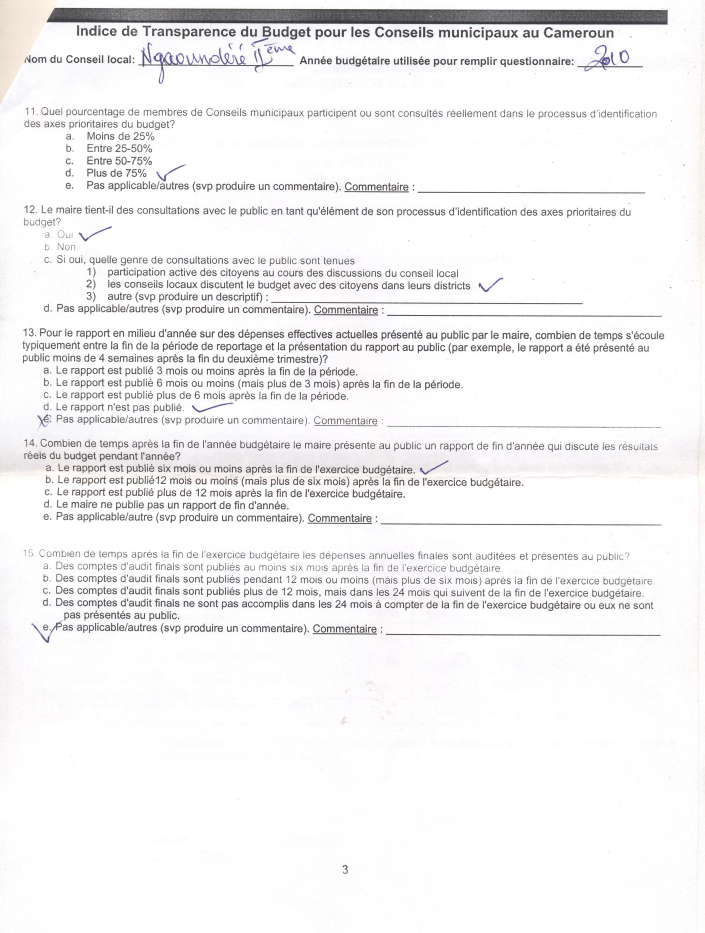 Indice de Transparence du Budget pour les Conseils municipaux au Cameroun
Nom du Conseil local: Ngaoundéré IIème Année budgétaire utilisée pour remplir questionnaire: 2010
11. Quel pourcentage de membres de Conseils municipaux participent ou sont consultés réellement dans le processus d'identification
des axes prioritaires du budget?
a. Moins de 25%
b. Entre 25-50%
c. Entre 50-75%
d. Plus de 75%
e. Pas applicable/autres (svp produire un commentaire). Commentaire :
12. Le maire tient-il des consultations avec le public en tant qu'élément de son processus d'identification des axes prioritaires du
budget?
a. Oui
b. Non
c. Si oui, quelle genre de consultations avec le public sont tenues
1) participation active des citoyens au cours des discussions du conseil local
2) les conseils locaux discutent le budget avec des citoyens dans leurs districts
3) autre (svp produire un descriptif) :
d. Pas applicable/autres (svp produire un commentaire). Commentaire :
13. Pour le rapport en milieu d'année sur des dépenses effectives actuelles présenté au public par le maire, combien de temps s'écoule
typiquement entre la fin de la période de reportage et la présentation du rapport au public (par exemple, le rapport a été présenté au
public moins de 4 semaines après la fin du deuxième trimestre)?
a. Le rapport est publié 3 mois ou moins après la fin de la période.
b. Le rapport est publié 6 mois ou moins (mais plus de 3 mois) après la fin de la période.
c. Le rapport est publié plus de 6 mois après la fin de la période.
d. Le rapport n'est pas publié.
e. Pas applicable/autres (svp produire un commentaire). Commentaire :
14. Combien de temps après la fin de l'année budgétaire le maire présente au public un rapport de fin d'année qui discute les résultats
réels du budget pendant l'année?
a. Le rapport est publié six mois ou moins après la fin de l'exercice budgétaire.
b. Le rapport est publié12 mois ou moins (mais plus de six mois) après la fin de l'exercice budgétaire.
c. Le rapport est publié plus de 12 mois après la fin de l'exercice budgétaire.
d. Le maire ne publie pas un rapport de fin d'année.
e. Pas applicable/autre (svp produire un commentaire). Commentaire :
15. Combien de temps après la fin de l'exercice budgétaire les dépenses annuelles finales sont auditées et présentés au public?
a. Des comptes d'audit finals sont publiés au moins six mois après la fin de l'exercice budgétaire
b. Des comptes d'audit finals sont publiés pendant 12 mois ou moins (mais plus de six mois) après la fin de l'exercice budgétaire.
c. Des comptes d'audit finals sont publiés plus de 12 mois, mais dans les 24 mois qui suivent de la fin de l'exercice budgétaire.
d. Des comptes d'audit finals ne sont pas accomplis dans les 24 mois à compter de la fin de l'exercice budgétaire ou eux ne sont
pas présentés au public.
e. Pas applicable/autres (svp produire un commentaire). Commentaire :
3